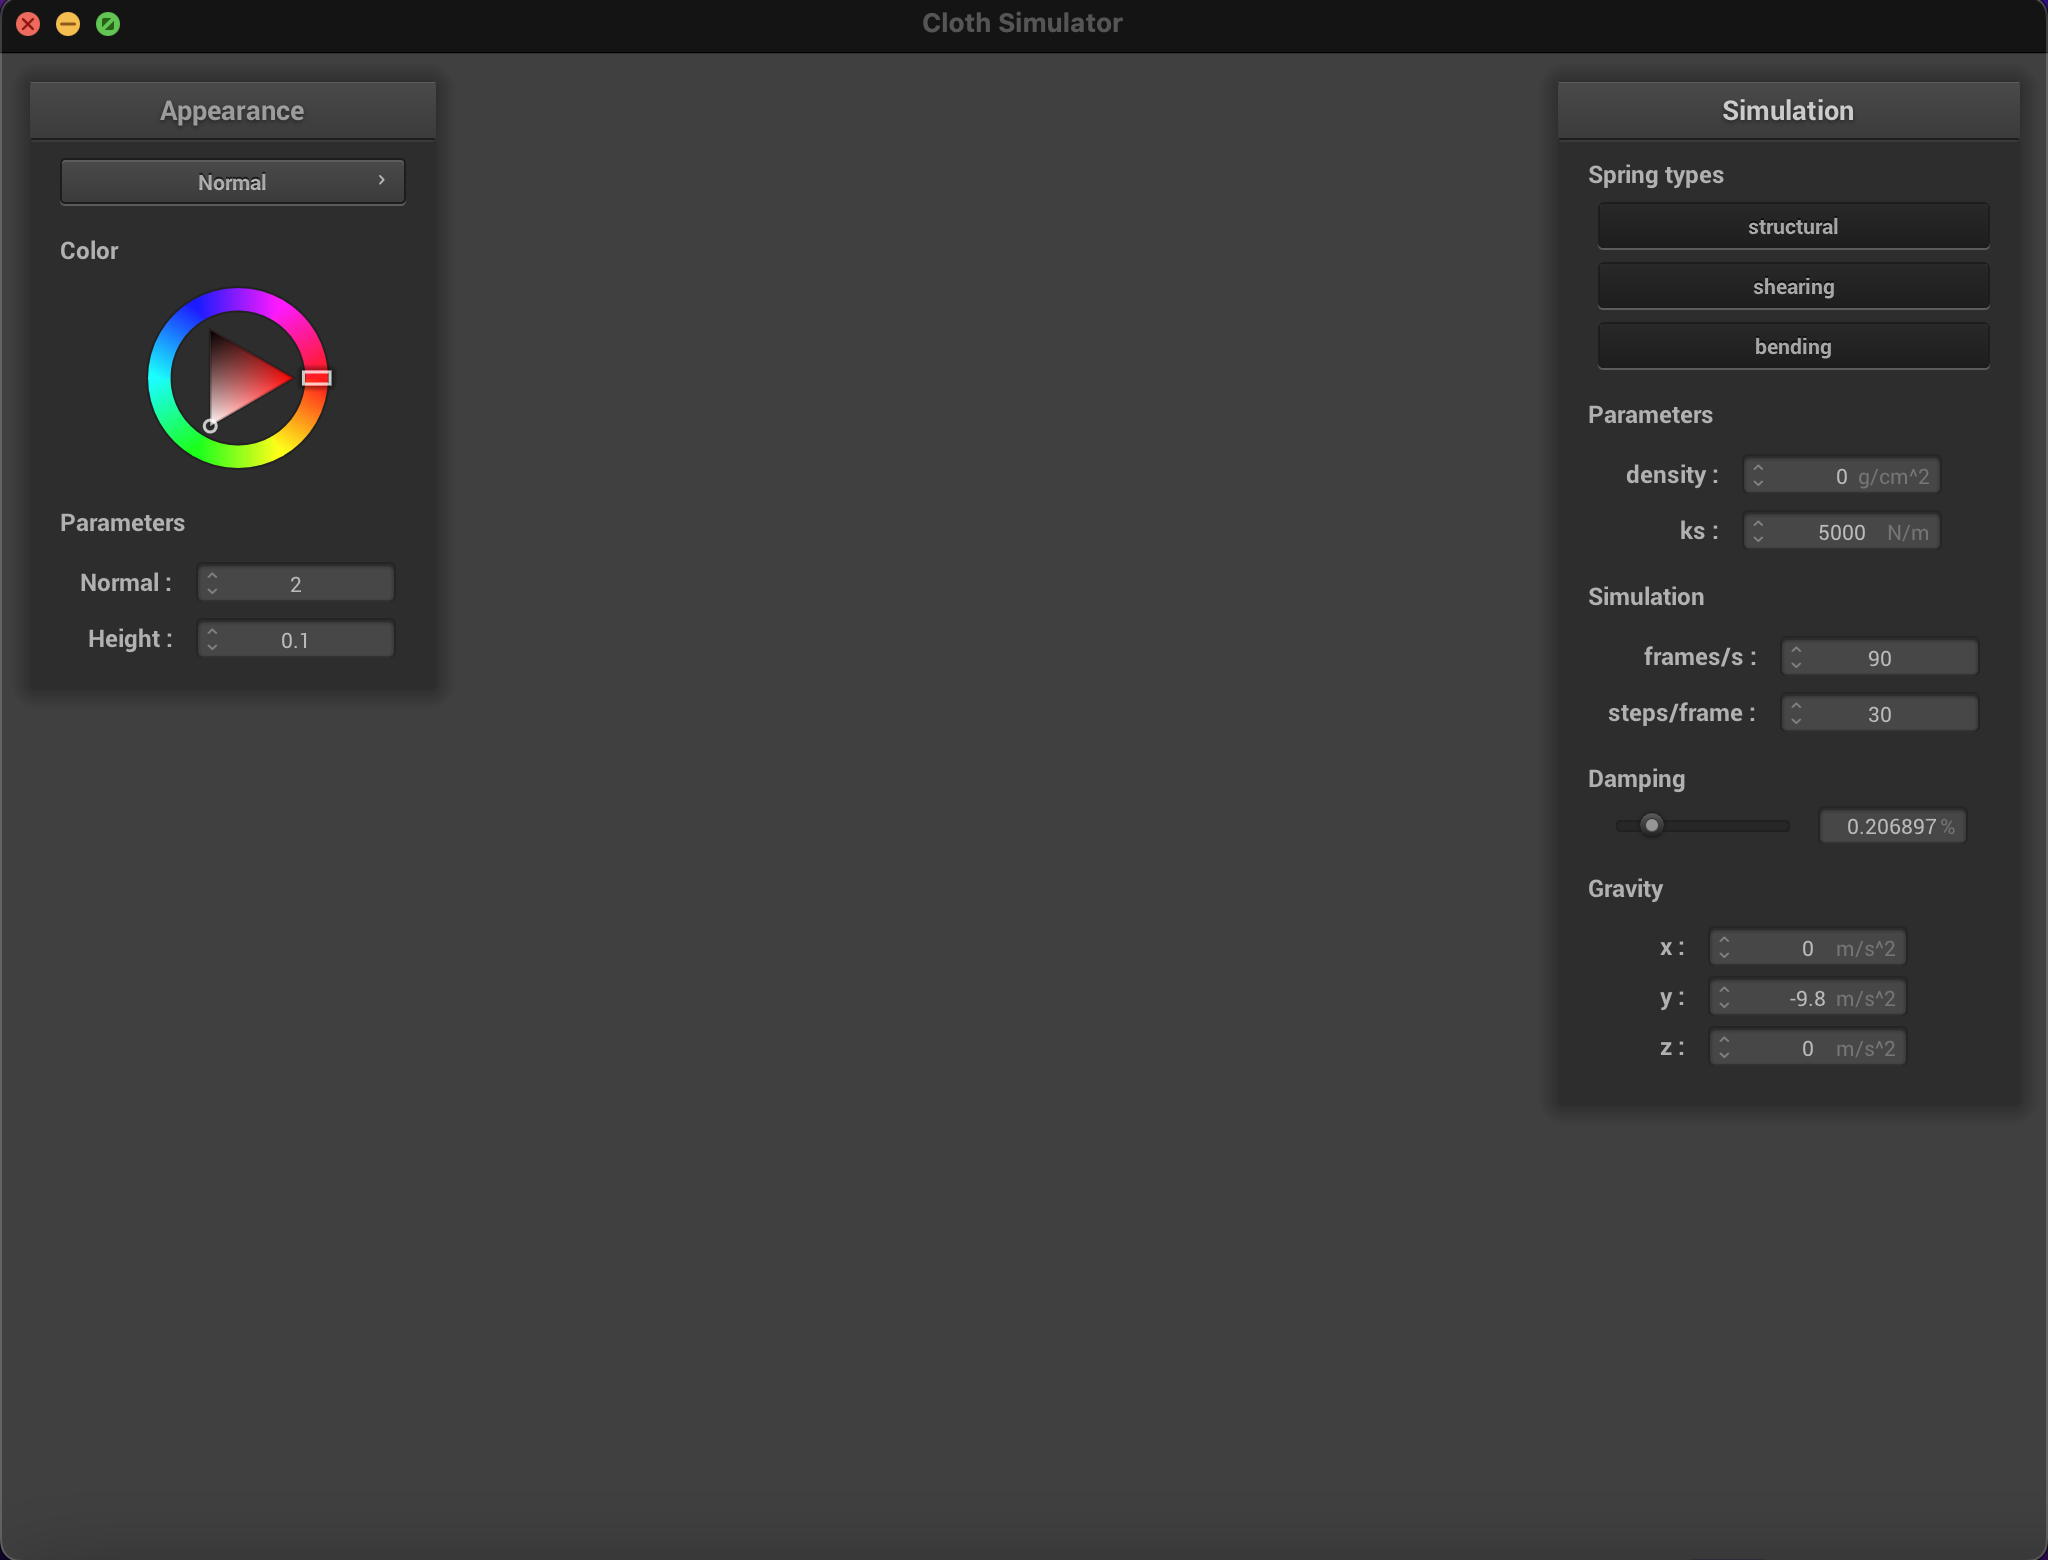 Cloth Simulator
Appearance
Normal
Color
Parameters
Normal : 2
Height : 0.1
Simulation
Spring types
structural
shearing
bending
Parameters
density : 0 g/cm^2
ks : 5000 N/m
Simulation
frames/s : 90
steps/frame : 30
Damping
0.206897 %
Gravity
x : 0 m/s^2
y : -9.8 m/s^2
z : 0 m/s^2